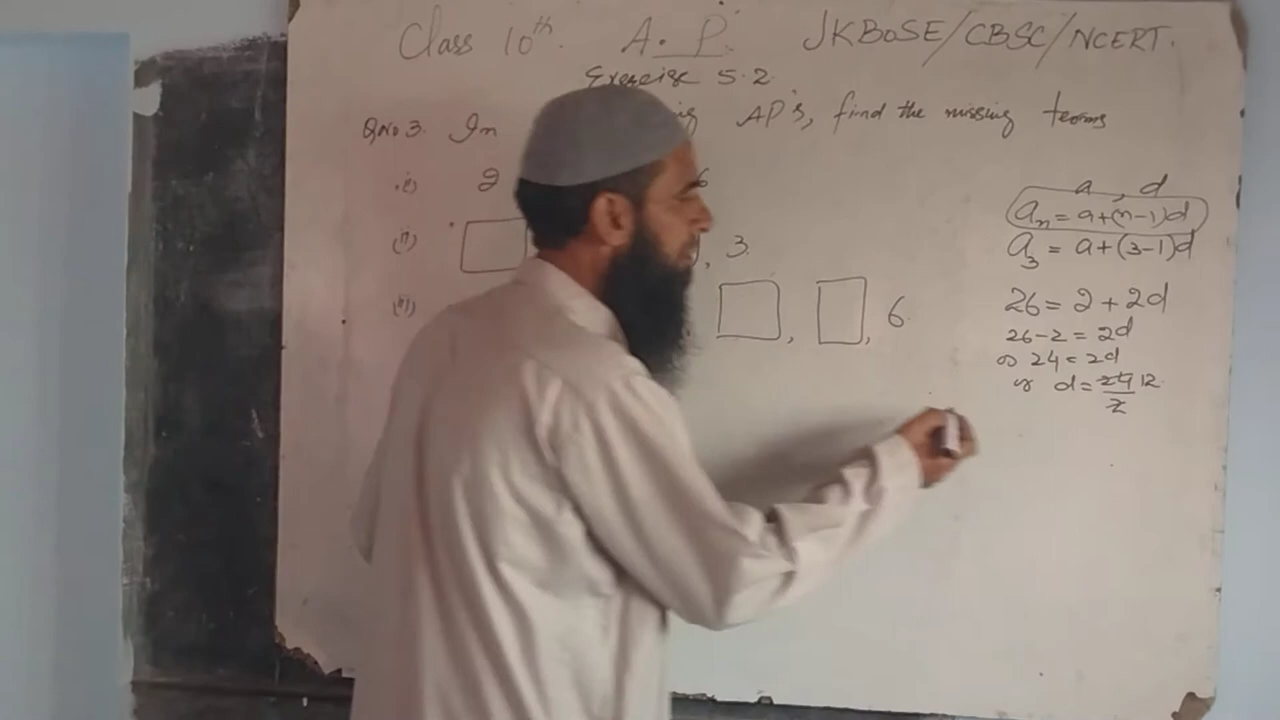 Class 10th. A.P. JKBOSE/CBSC/NCERT.
Exercise 5.2
Q.No 3. In AP's, find the missing terms
(i) 2 6
(ii) , 3.
(iii) , , 6
a, d
aₙ = a+(n-1)d
a₃ = a+(3-1)d
26 = 2 + 2d
26-2 = 2d
or 24 = 2d
or d = 24/2 12